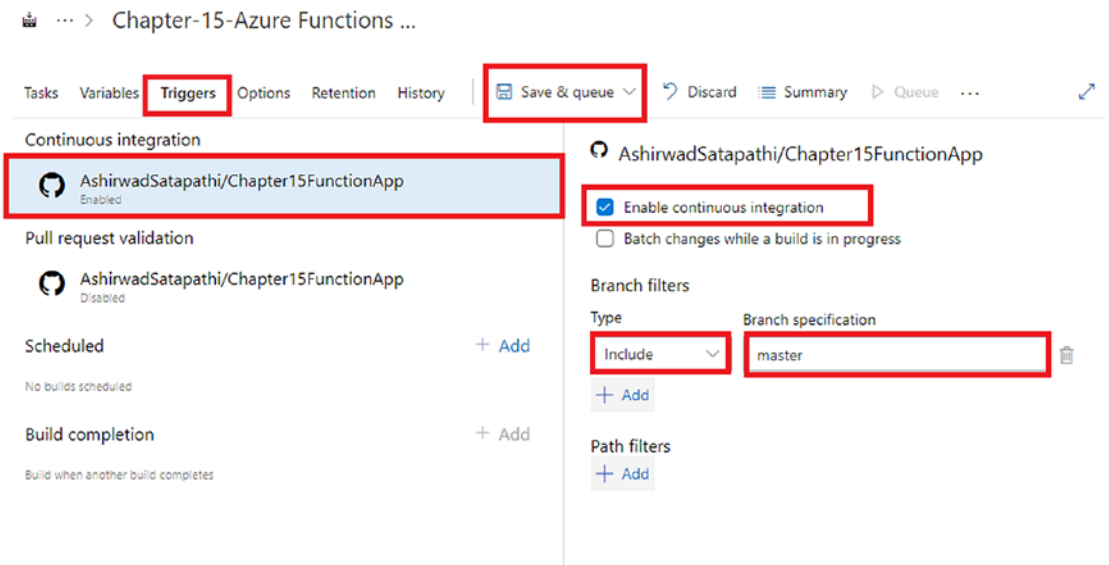 ··· > Chapter-15-Azure Functions ...
Tasks Variables Triggers Options Retention History Save & queue Discard Summary Queue ...
Continuous integration
AshirwadSatapathi/Chapter15FunctionApp
Enabled
Pull request validation
AshirwadSatapathi/Chapter15FunctionApp
Disabled
Scheduled + Add
No builds scheduled
Build completion + Add
Build when another build completes
AshirwadSatapathi/Chapter15FunctionApp
Enable continuous integration
Batch changes while a build is in progress
Branch filters
Type Branch specification
Include master
+ Add
Path filters
+ Add